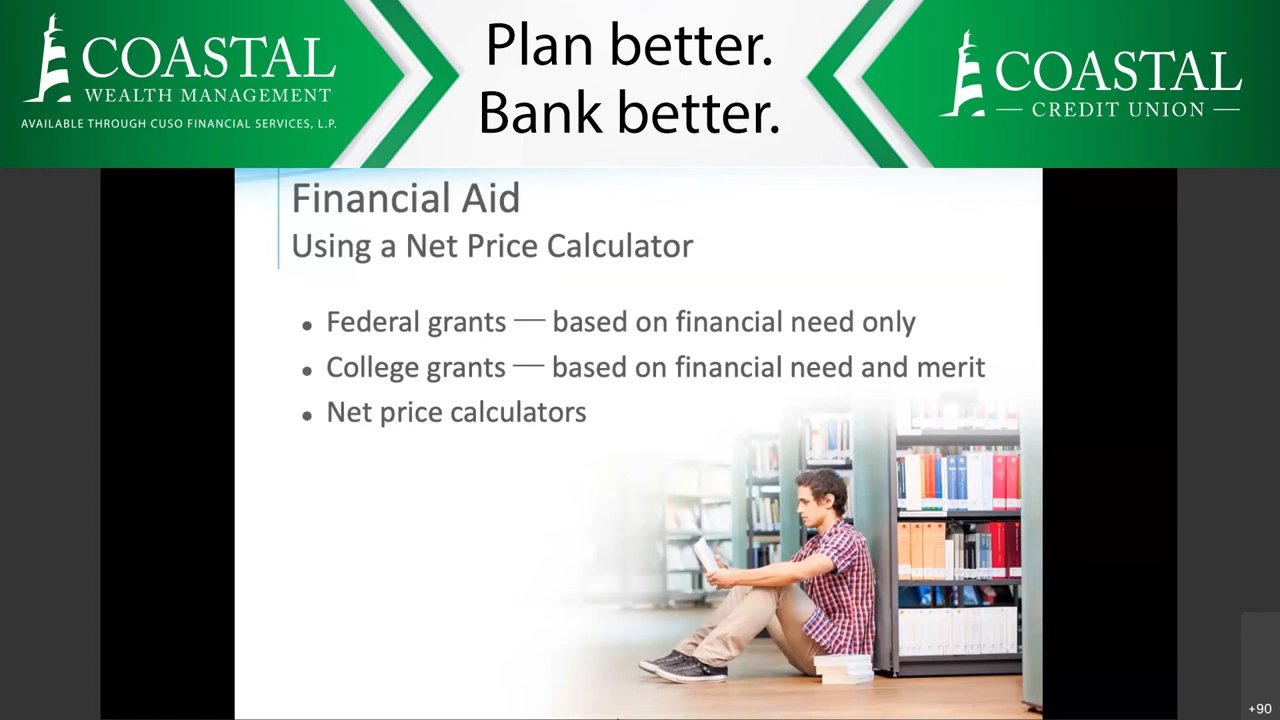 COASTAL
WEALTH MANAGEMENT
AVAILABLE THROUGH CUSO FINANCIAL SERVICES, L.P.
Plan better.
Bank better.
COASTAL
— CREDIT UNION —
Financial Aid
Using a Net Price Calculator
• Federal grants — based on financial need only
• College grants — based on financial need and merit
• Net price calculators
+90